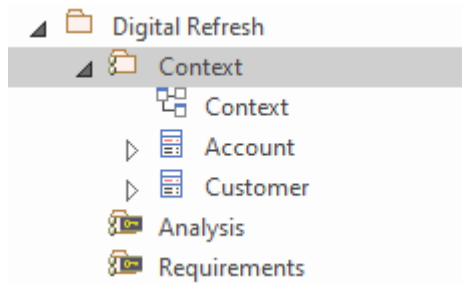 Digital Refresh
Context
Context
Account
Customer
Analysis
Requirements